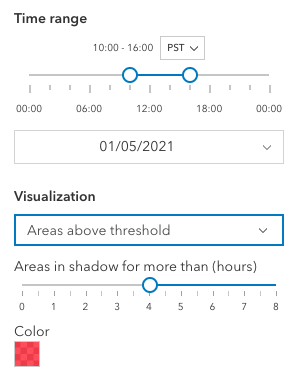 Time range
10:00 - 16:00 PST
00:00 06:00 12:00 18:00 00:00
01/05/2021
Visualization
Areas above threshold
Areas in shadow for more than (hours)
0 1 2 3 4 5 6 7 8
Color